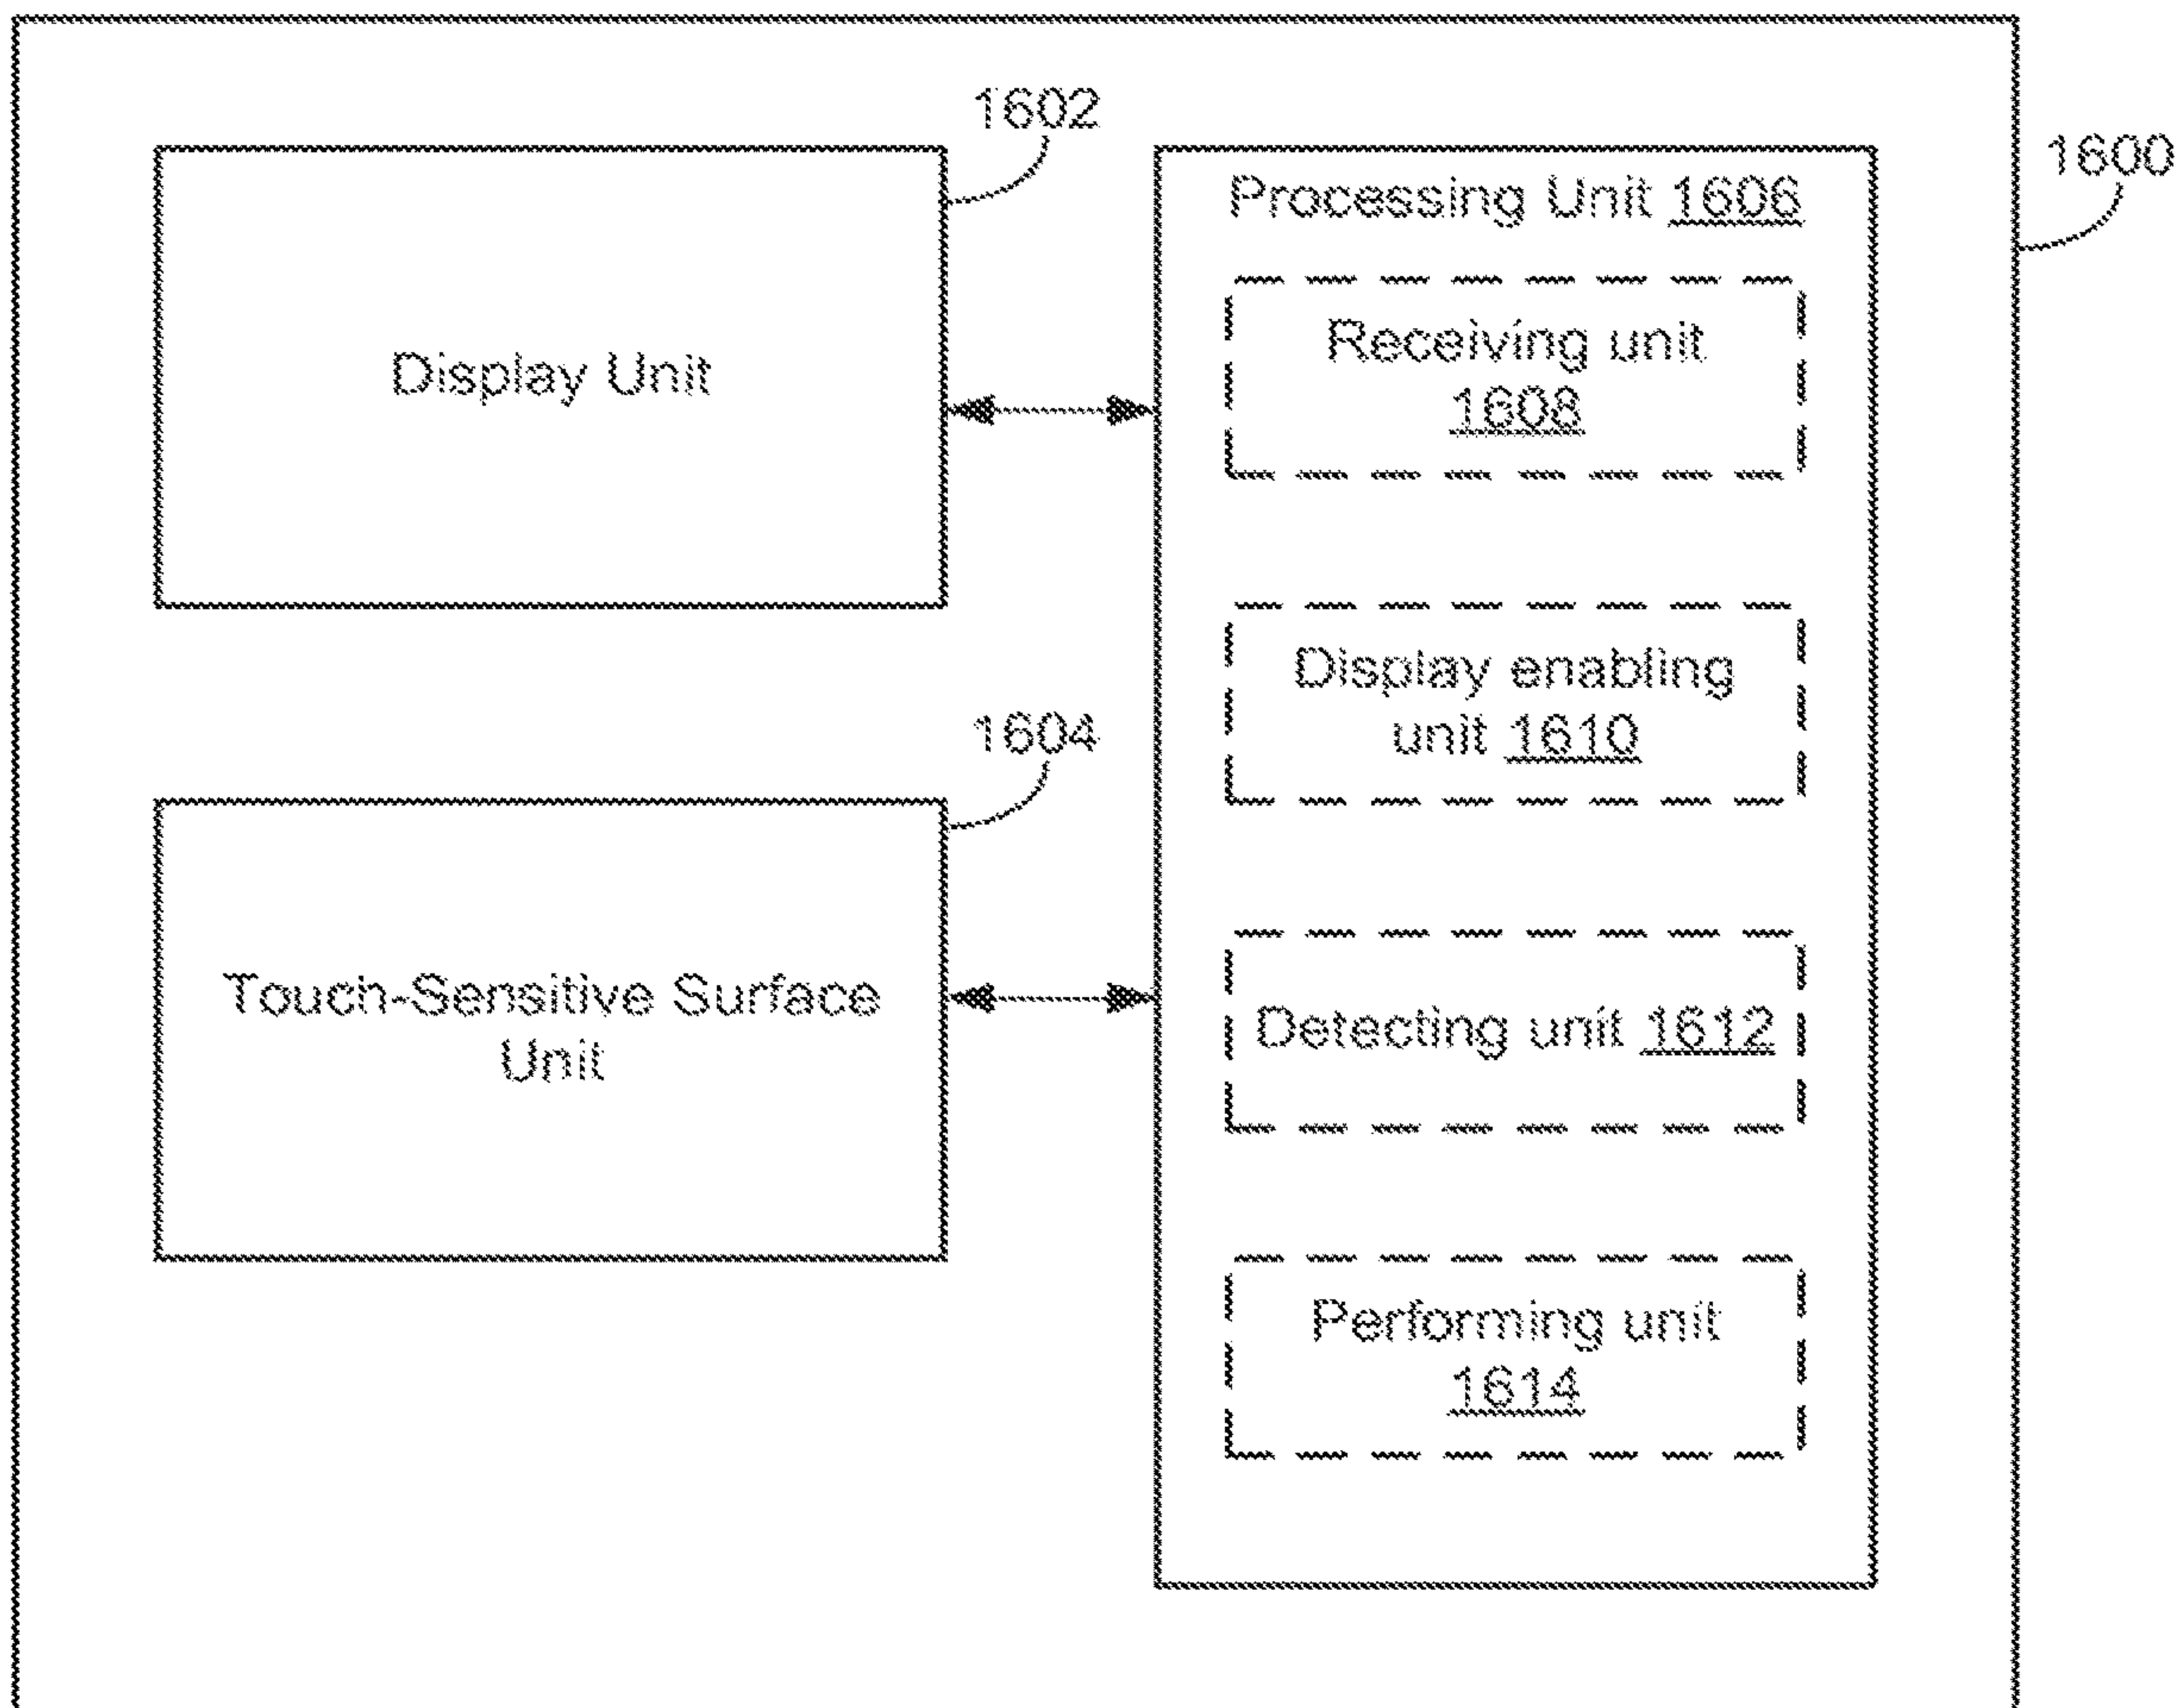 1602
1600
Display Unit
Processing Unit 1606
Receiving unit
1608
Display enabling
unit 1610
1604
Touch-Sensitive Surface
Unit
Detecting unit 1612
Performing unit
1614